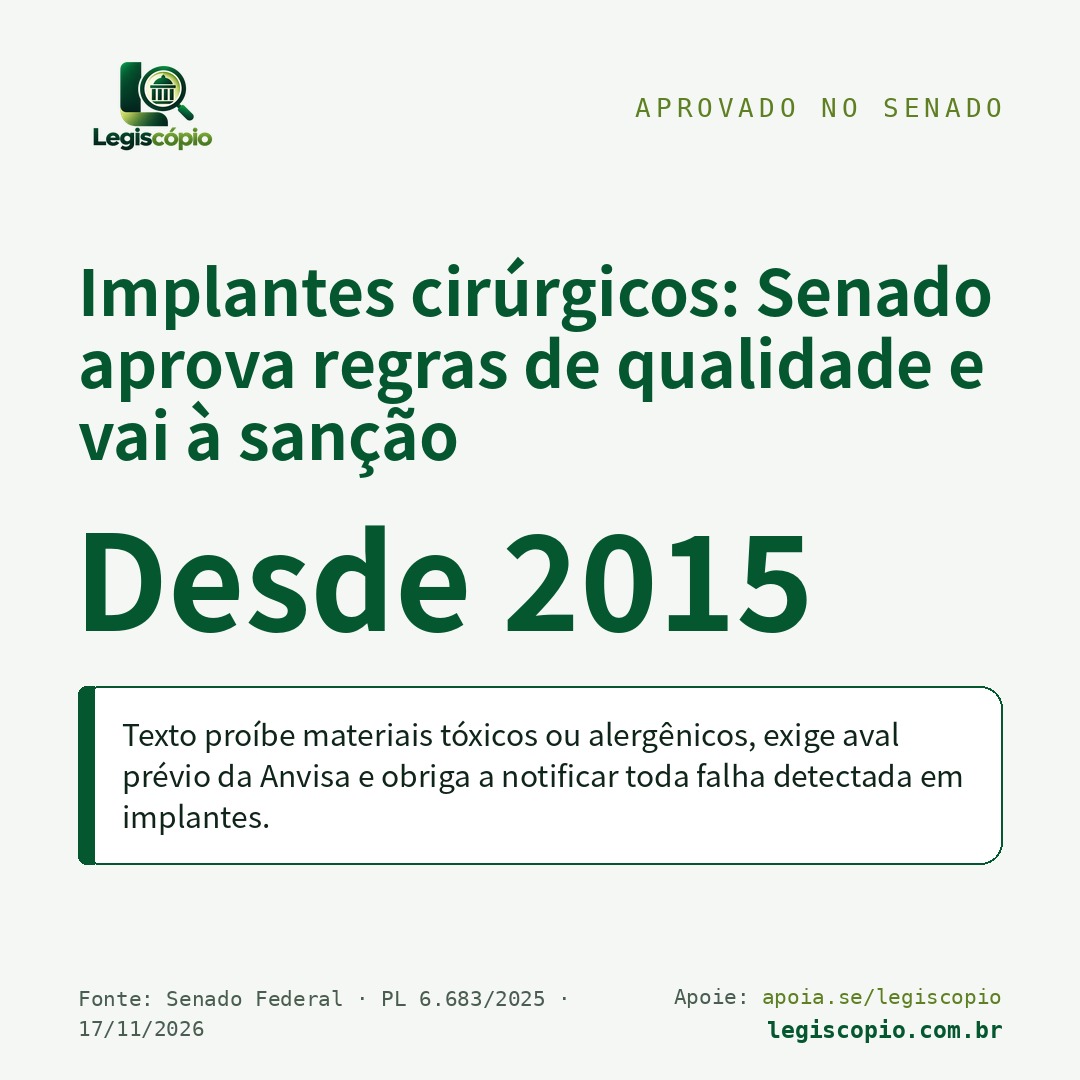 Legiscópio
APROVADO NO SENADO
Implantes cirúrgicos: Senado
aprova regras de qualidade e
vai à sanção
Desde 2015
Texto proíbe materiais tóxicos ou alergênicos, exige aval
prévio da Anvisa e obriga a notificar toda falha detectada em
implantes.
Fonte: Senado Federal · PL 6.683/2025 ·
17/11/2026
Apoie: apoia.se/legiscopio
legiscopio.com.br